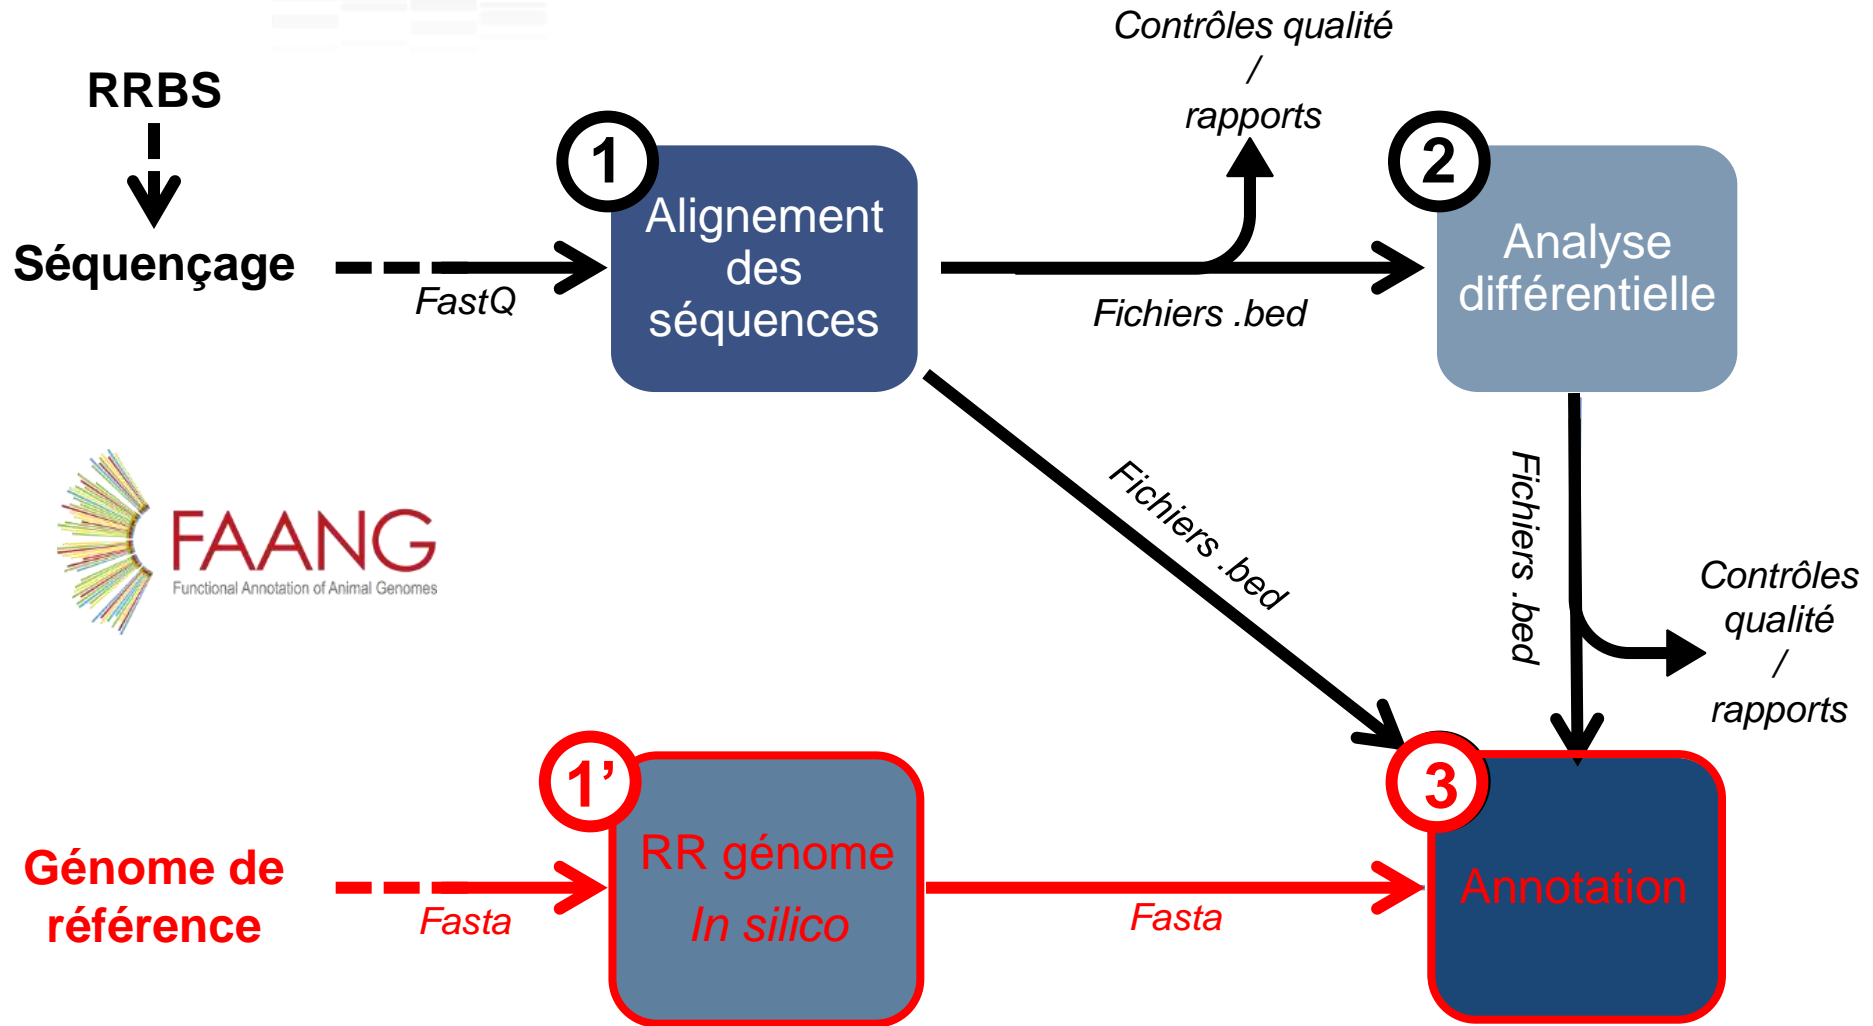 RRBS
Séquençage
FastQ
1
Alignement
des
séquences
Contrôles qualité
/
rapports
Fichiers .bed
2
Analyse
différentielle
Fichiers .bed
Fichiers .bed
Contrôles
qualité
/
rapports
FAANG
Functional Annotation of Animal Genomes
Génome de
référence
Fasta
1’
RR génome
In silico
Fasta
3
Annotation